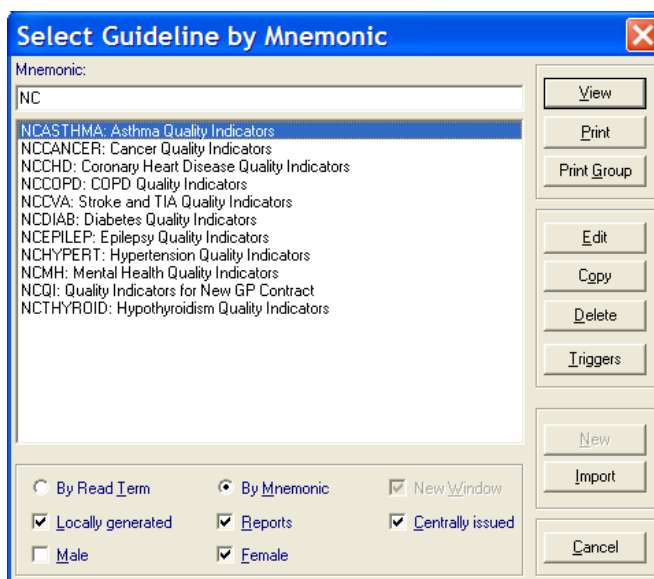 Select Guideline by Mnemonic
Mnemonic:
NC
View
NCASTHMA: Asthma Quality Indicators
NCCANCER: Cancer Quality Indicators
NCCHD: Coronary Heart Disease Quality Indicators
NCCOPD: COPD Quality Indicators
NCCVA: Stroke and TIA Quality Indicators
NCDIAB: Diabetes Quality Indicators
NCEPILEP: Epilepsy Quality Indicators
NCHYPERT: Hypertension Quality Indicators
NCMH: Mental Health Quality Indicators
NCQI: Quality Indicators for New GP Contract
NCTHYROID: Hypothyroidism Quality Indicators
Print
Print Group
Edit
Copy
Delete
Triggers
New
Import
Cancel
By Read Term
By Mnemonic
New Window
Locally generated
Reports
Centrally issued
Male
Female